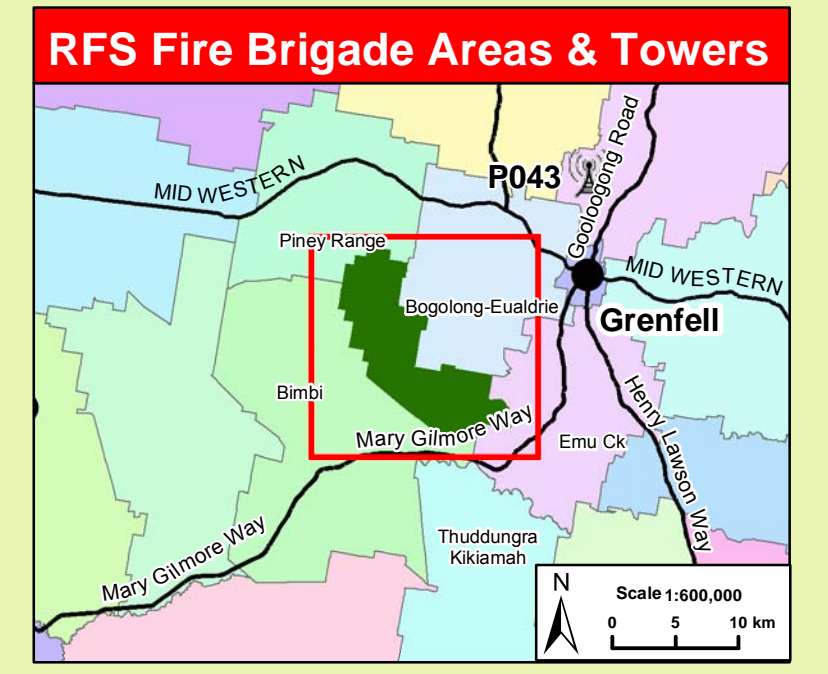 RFS Fire Brigade Areas & Towers
Gooloogong Road
P043
MID WESTERN
Piney Range
MID WESTERN
Bogolong-Eualdrie
Grenfell
Bimbi
Henry Lawson Way
Mary Gilmore Way
Emu Ck
Thuddungra
Kikiamah
Mary Gilmore Way
N
Scale 1:600,000
0 5 10 km